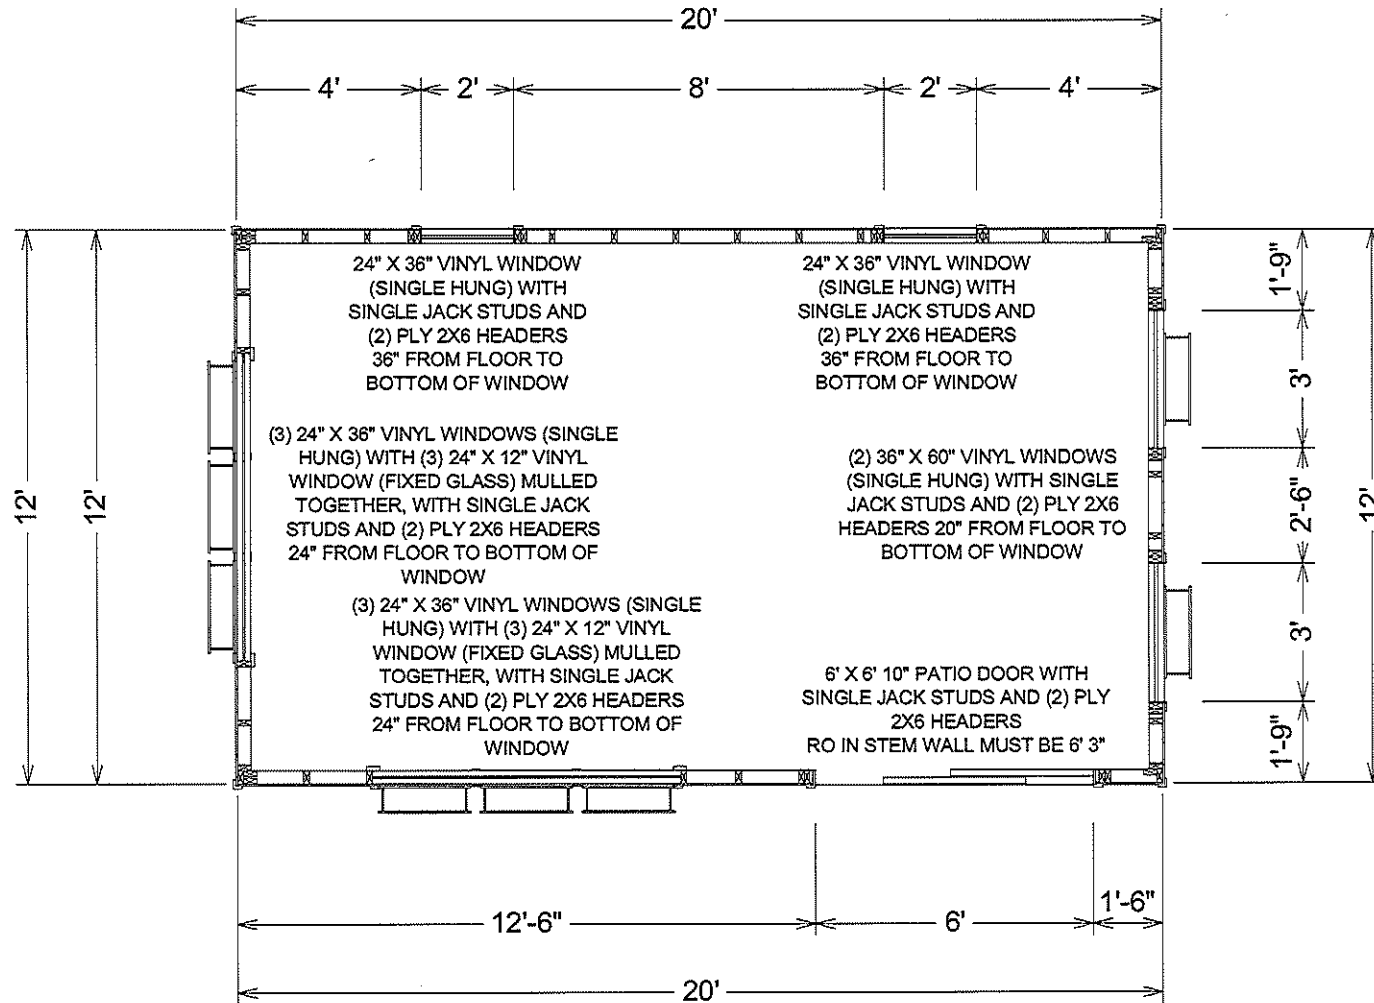 20'
4'
2'
8'
2'
4'
24" X 36" VINYL WINDOW
(SINGLE HUNG) WITH
SINGLE JACK STUDS AND
(2) PLY 2X6 HEADERS
36" FROM FLOOR TO
BOTTOM OF WINDOW
24" X 36" VINYL WINDOW
(SINGLE HUNG) WITH
SINGLE JACK STUDS AND
(2) PLY 2X6 HEADERS
36" FROM FLOOR TO
BOTTOM OF WINDOW
12'
12'
(3) 24" X 36" VINYL WINDOWS (SINGLE
HUNG) WITH (3) 24" X 12" VINYL
WINDOW (FIXED GLASS) MULLED
TOGETHER, WITH SINGLE JACK
STUDS AND (2) PLY 2X6 HEADERS
24" FROM FLOOR TO BOTTOM OF
WINDOW
(2) 36" X 60" VINYL WINDOWS
(SINGLE HUNG) WITH SINGLE
JACK STUDS AND (2) PLY 2X6
HEADERS 20" FROM FLOOR TO
BOTTOM OF WINDOW
1'-9"
3'
2'-6"
3'
1'-9"
12'
(3) 24" X 36" VINYL WINDOWS (SINGLE
HUNG) WITH (3) 24" X 12" VINYL
WINDOW (FIXED GLASS) MULLED
TOGETHER, WITH SINGLE JACK
STUDS AND (2) PLY 2X6 HEADERS
24" FROM FLOOR TO BOTTOM OF
WINDOW
6' X 6' 10" PATIO DOOR WITH
SINGLE JACK STUDS AND (2) PLY
2X6 HEADERS
RO IN STEM WALL MUST BE 6' 3"
12'-6"
6'
1'-6"
20'